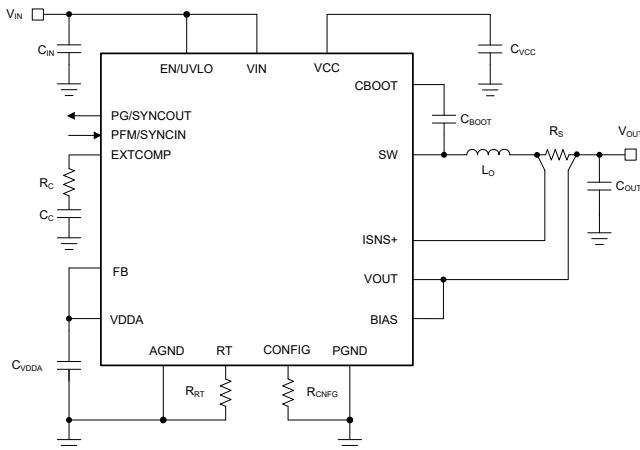 VIN
CIN
EN/UVLO VIN VCC
CVCC
CBOOT
PG/SYNCOUT
PFM/SYNCIN
EXTCOMP
CBOOT
SW
LO
RS
VOUT
COUT
RC
CC
ISNS+
FB
VOUT
VDDA
BIAS
CVDDA
AGND RT CONFIG PGND
RRT
RCNFG